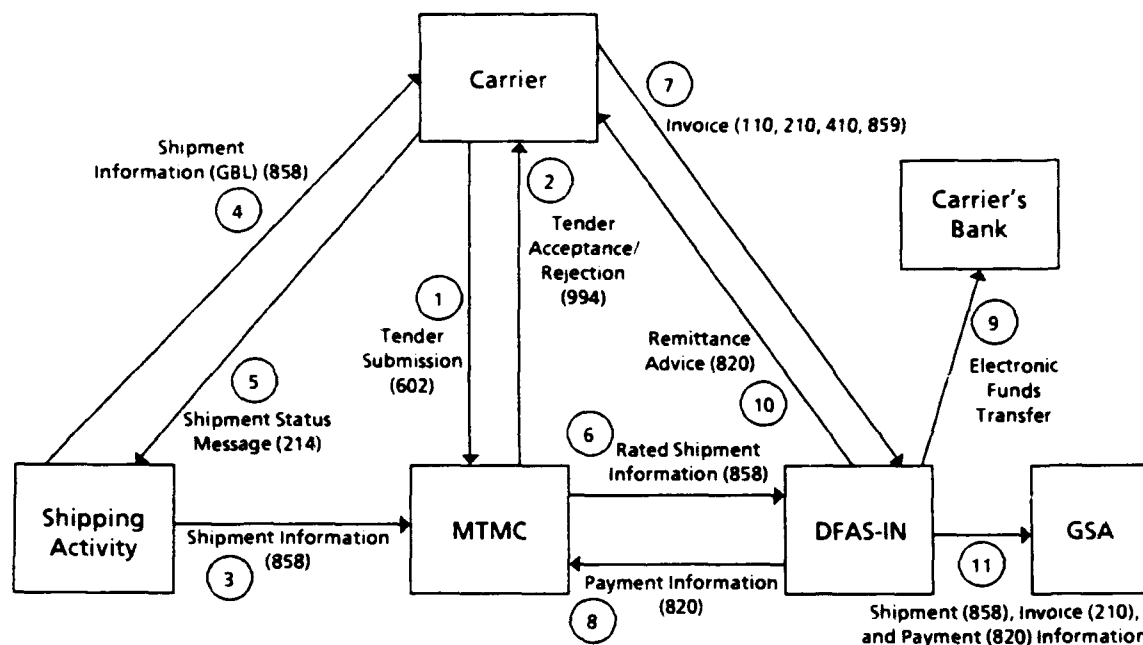 Carrier
7
Invoice (110, 210, 410, 859)
Shipment
Information (GBL) (858)
4
2
Tender
Acceptance/
Rejection
(994)
Carrier's
Bank
1
Tender
Submission
(602)
9
Electronic
Funds
Transfer
Remittance
Advice (820)
10
5
Shipment Status
Message (214)
6
Rated Shipment
Information (858)
Shipping
Activity
Shipment Information
(858)
3
MTMC
Payment Information
(820)
8
DFAS-IN
11
GSA
Shipment (858), Invoice (210),
and Payment (820) Information